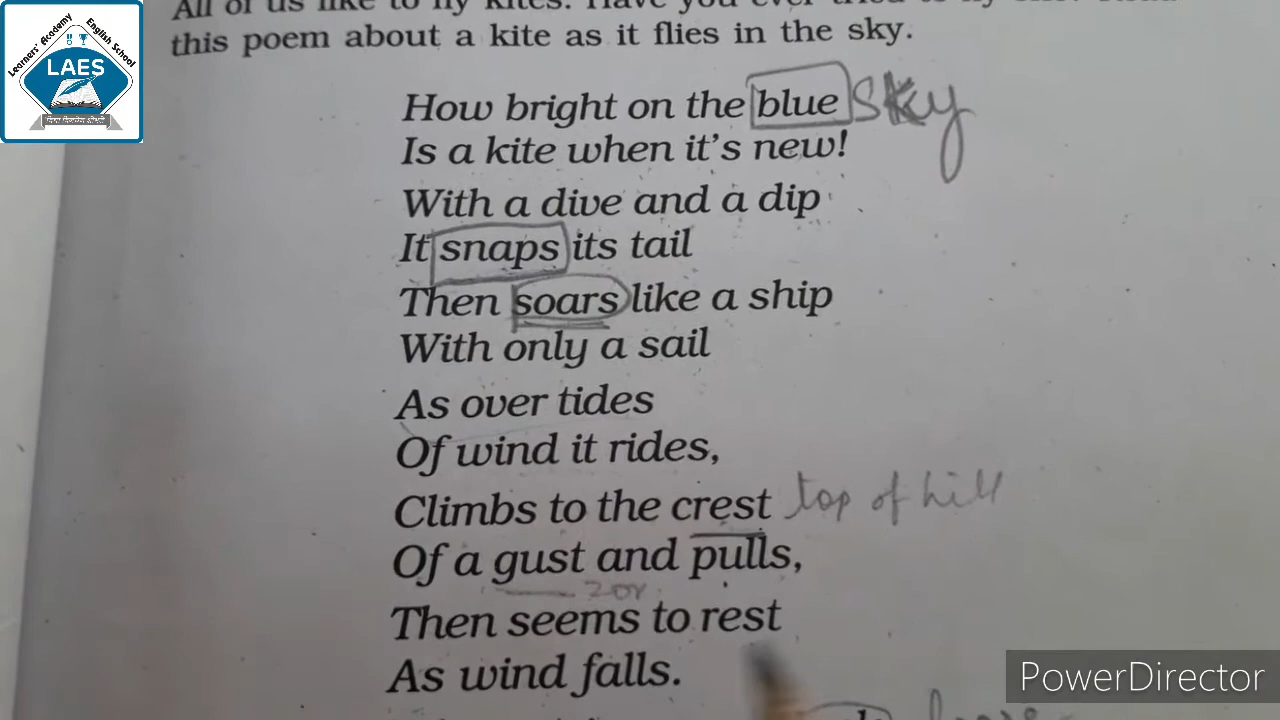 Learners' Academy English School
LAES
this poem about a kite as it flies in the sky.
How bright on the blue sky
Is a kite when it's new!
With a dive and a dip
It snaps its tail
Then soars like a ship
With only a sail
As over tides
Of wind it rides,
Climbs to the crest top of hill
Of a gust and pulls,
Then seems to rest
As wind falls.
PowerDirector